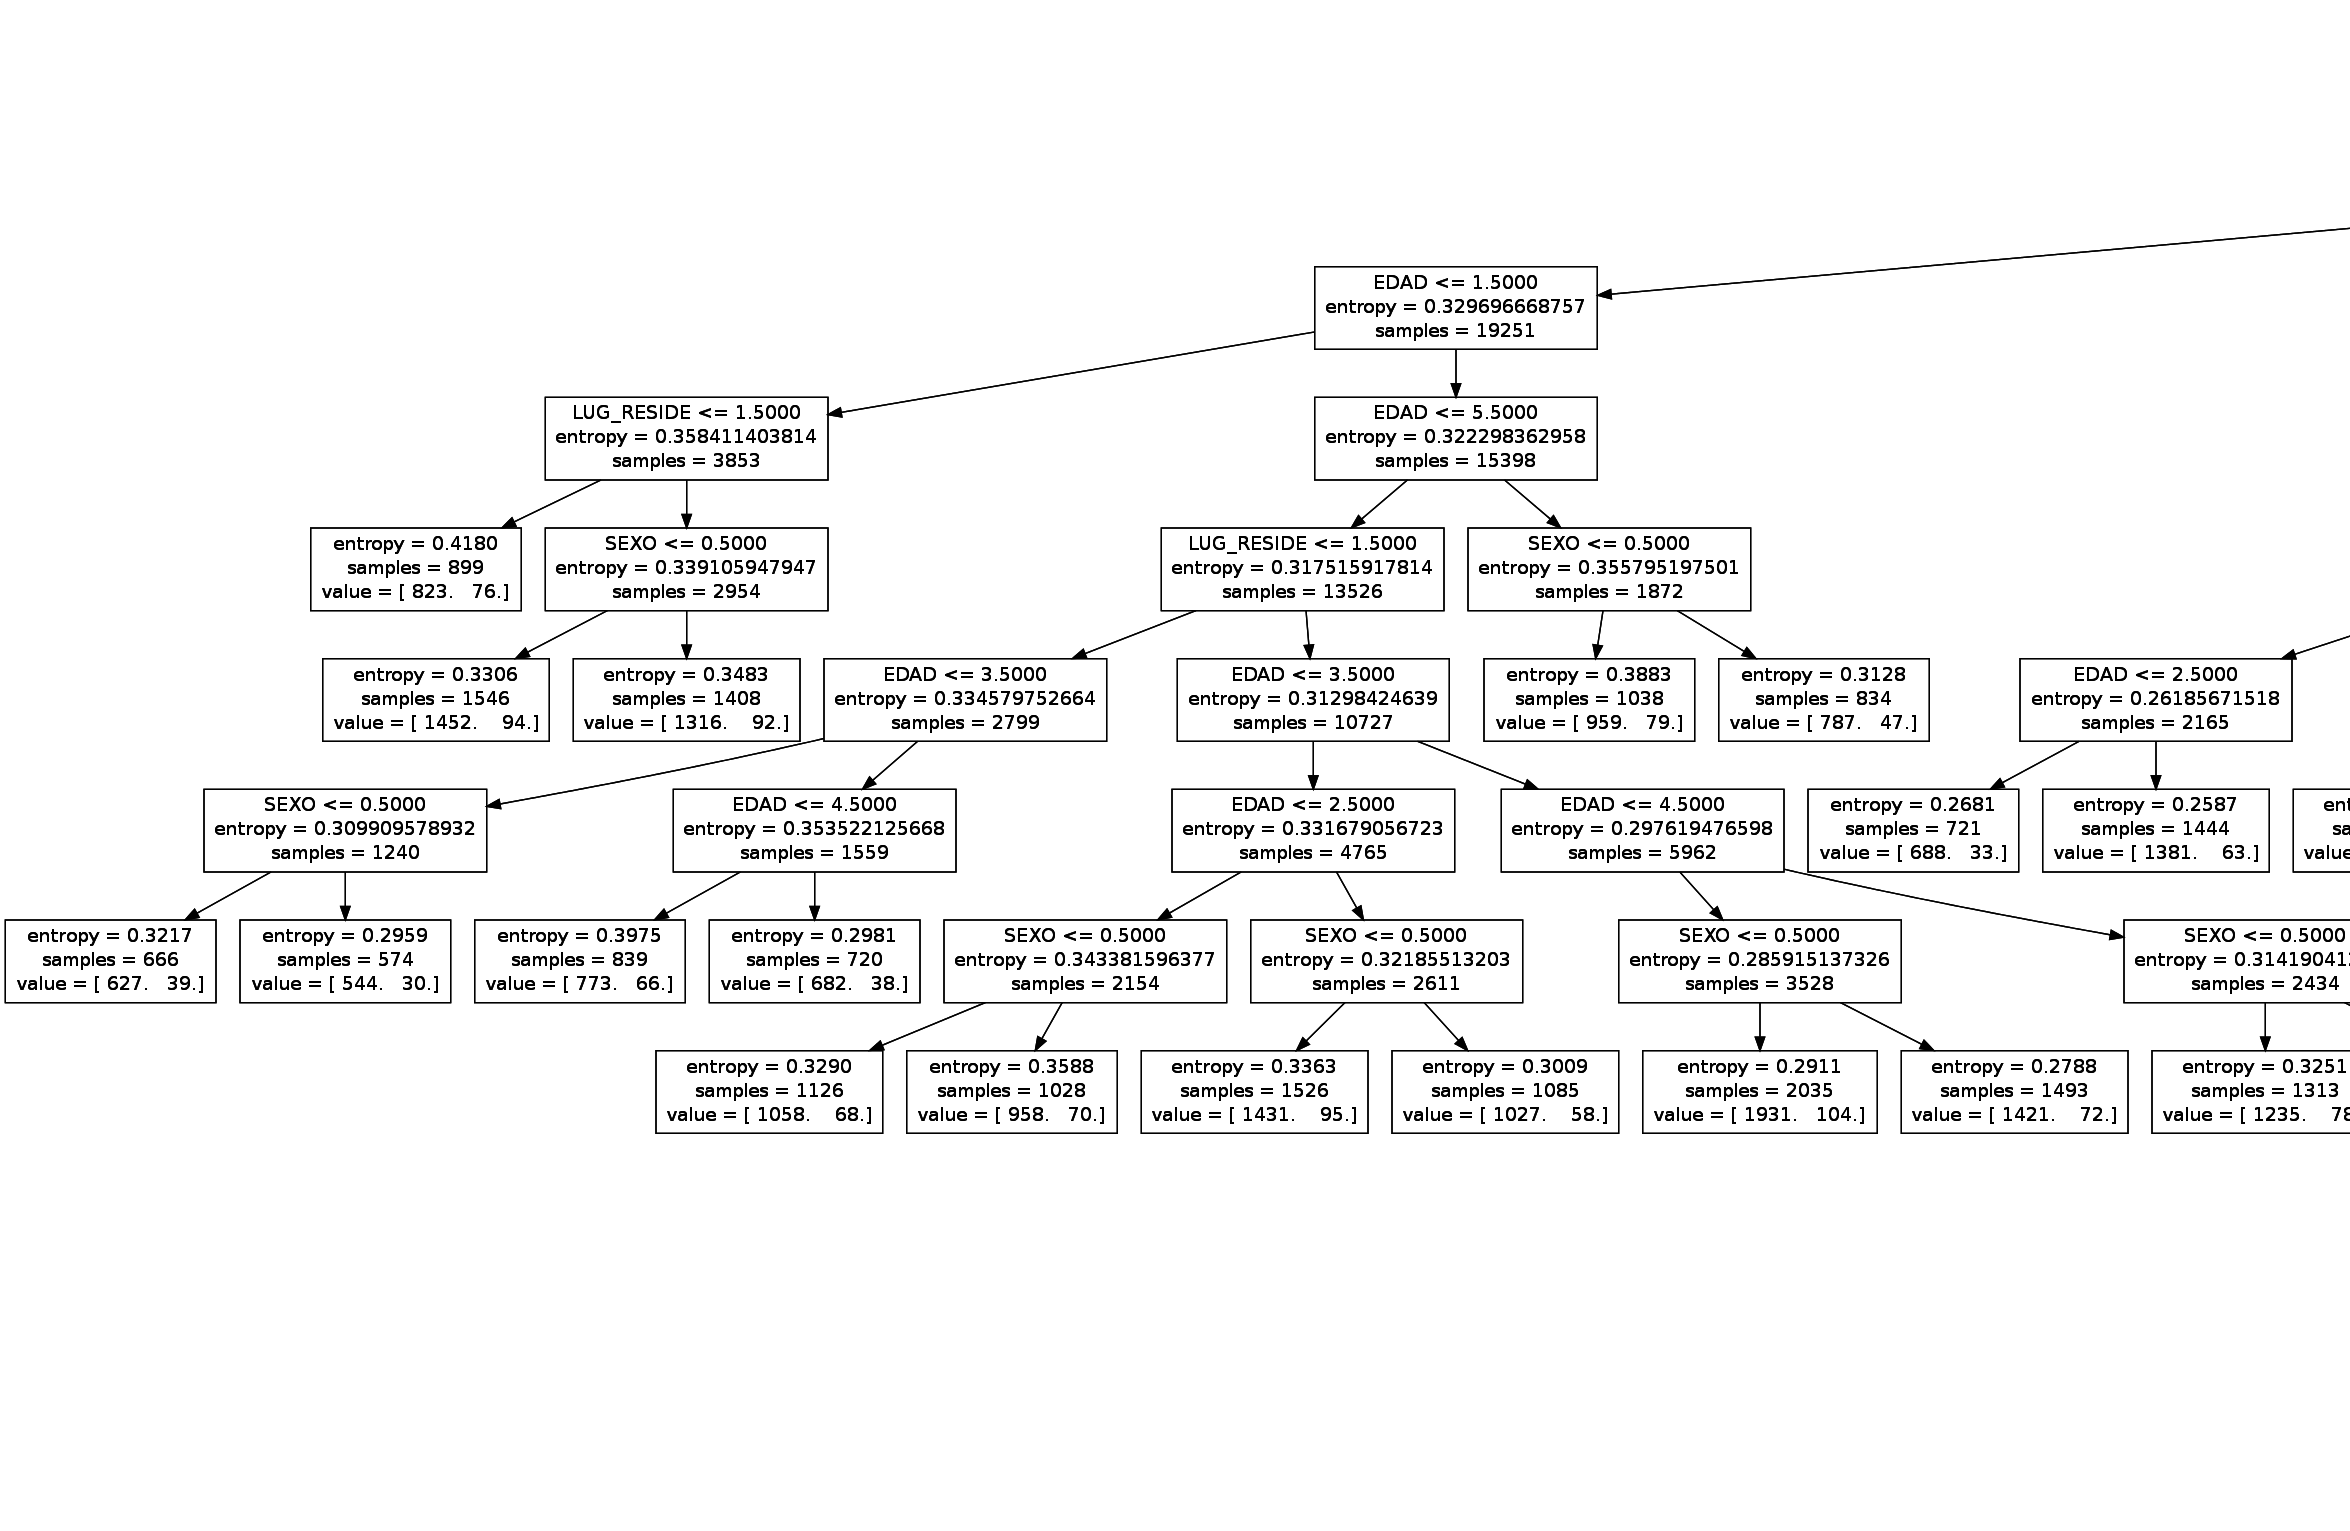 EDAD <= 1.5000
entropy = 0.329696668757
samples = 19251
LUG_RESIDE <= 1.5000
entropy = 0.358411403814
samples = 3853
EDAD <= 5.5000
entropy = 0.322298362958
samples = 15398
entropy = 0.4180
samples = 899
value = [ 823. 76.]
SEXO <= 0.5000
entropy = 0.339105947947
samples = 2954
LUG_RESIDE <= 1.5000
entropy = 0.317515917814
samples = 13526
SEXO <= 0.5000
entropy = 0.355795197501
samples = 1872
entropy = 0.3306
samples = 1546
value = [ 1452. 94.]
entropy = 0.3483
samples = 1408
value = [ 1316. 92.]
EDAD <= 3.5000
entropy = 0.334579752664
samples = 2799
EDAD <= 3.5000
entropy = 0.31298424639
samples = 10727
entropy = 0.3883
samples = 1038
value = [ 959. 79.]
entropy = 0.3128
samples = 834
value = [ 787. 47.]
EDAD <= 2.5000
entropy = 0.26185671518
samples = 2165
SEXO <= 0.5000
entropy = 0.309909578932
samples = 1240
EDAD <= 4.5000
entropy = 0.353522125668
samples = 1559
EDAD <= 2.5000
entropy = 0.331679056723
samples = 4765
EDAD <= 4.5000
entropy = 0.297619476598
samples = 5962
entropy = 0.2681
samples = 721
value = [ 688. 33.]
entropy = 0.2587
samples = 1444
value = [ 1381. 63.]
entropy = 0.3217
samples = 666
value = [ 627. 39.]
entropy = 0.2959
samples = 574
value = [ 544. 30.]
entropy = 0.3975
samples = 839
value = [ 773. 66.]
entropy = 0.2981
samples = 720
value = [ 682. 38.]
SEXO <= 0.5000
entropy = 0.343381596377
samples = 2154
SEXO <= 0.5000
entropy = 0.32185513203
samples = 2611
SEXO <= 0.5000
entropy = 0.285915137326
samples = 3528
SEXO <= 0.5000
entropy =
samples = 2434
entropy = 0.3290
samples = 1126
value = [ 1058. 68.]
entropy = 0.3588
samples = 1028
value = [ 958. 70.]
entropy = 0.3363
samples = 1526
value = [ 1431. 95.]
entropy = 0.3009
samples = 1085
value = [ 1027. 58.]
entropy = 0.2911
samples = 2035
value = [ 1931. 104.]
entropy = 0.2788
samples = 1493
value = [ 1421. 72.]
entropy = 0.3251
samples = 1313
value = [ 1235. 78